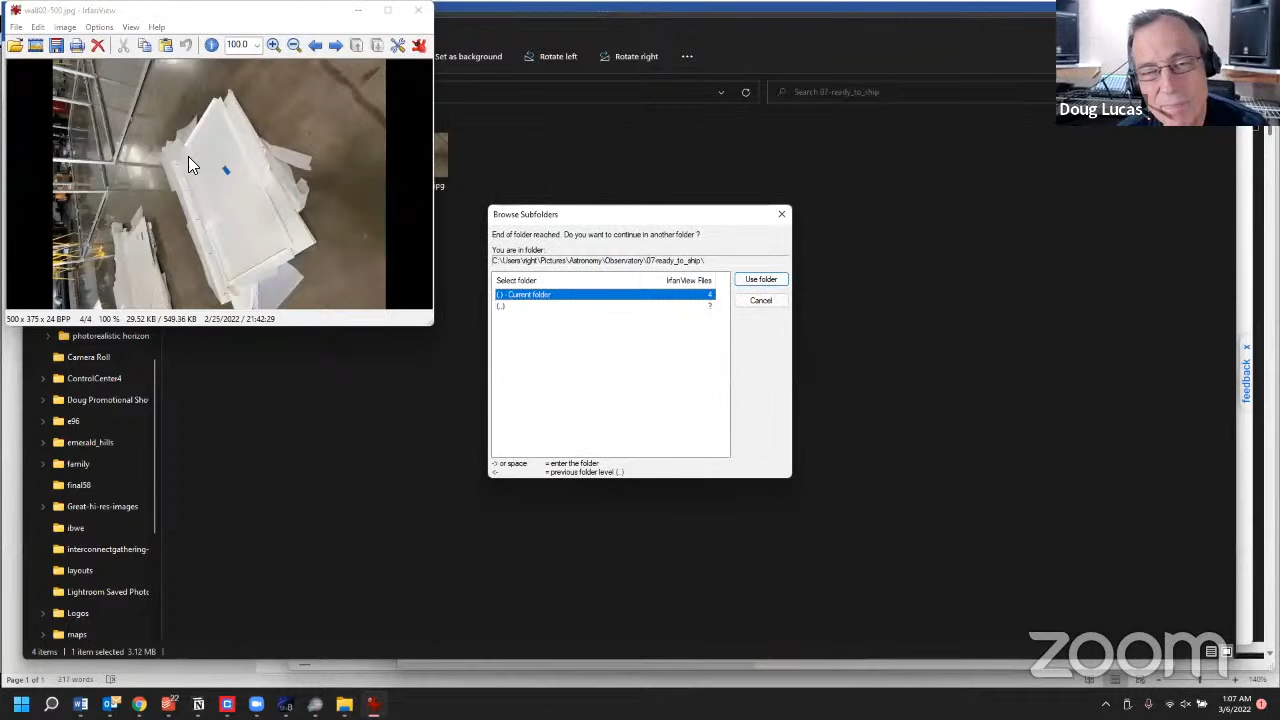 wall02-500.jpg - IrfanView
File Edit Image Options View Help
100.0
500 x 375 x 24 BPP 4/4 100 % 29.52 KB / 549.36 KB 2/25/2022 / 21:42:29
Set as background Rotate left Rotate right
Search 07-ready_to_ship
Doug Lucas
Browse Subfolders
End of folder reached. Do you want to continue in another folder ?
You are in folder:
C:\Users\right\Pictures\Astronomy\Observatory\07-ready_to_ship\
Select folder IrfanView Files
(.) - Current folder 4
(..) ?
Use folder
Cancel
-> or space = enter the folder
<- = previous folder level (..)
photorealistic horizon
Camera Roll
ControlCenter4
Doug Promotional Sho
e96
emerald_hills
family
final58
Great-hi-res-images
ibwe
interconnectgathering-
layouts
Lightroom Saved Photo
Logos
maps
4 items 1 item selected 3.12 MB
feedback x
zoom
Page 1 of 1 217 words
140%
22
1:07 AM
3/6/2022